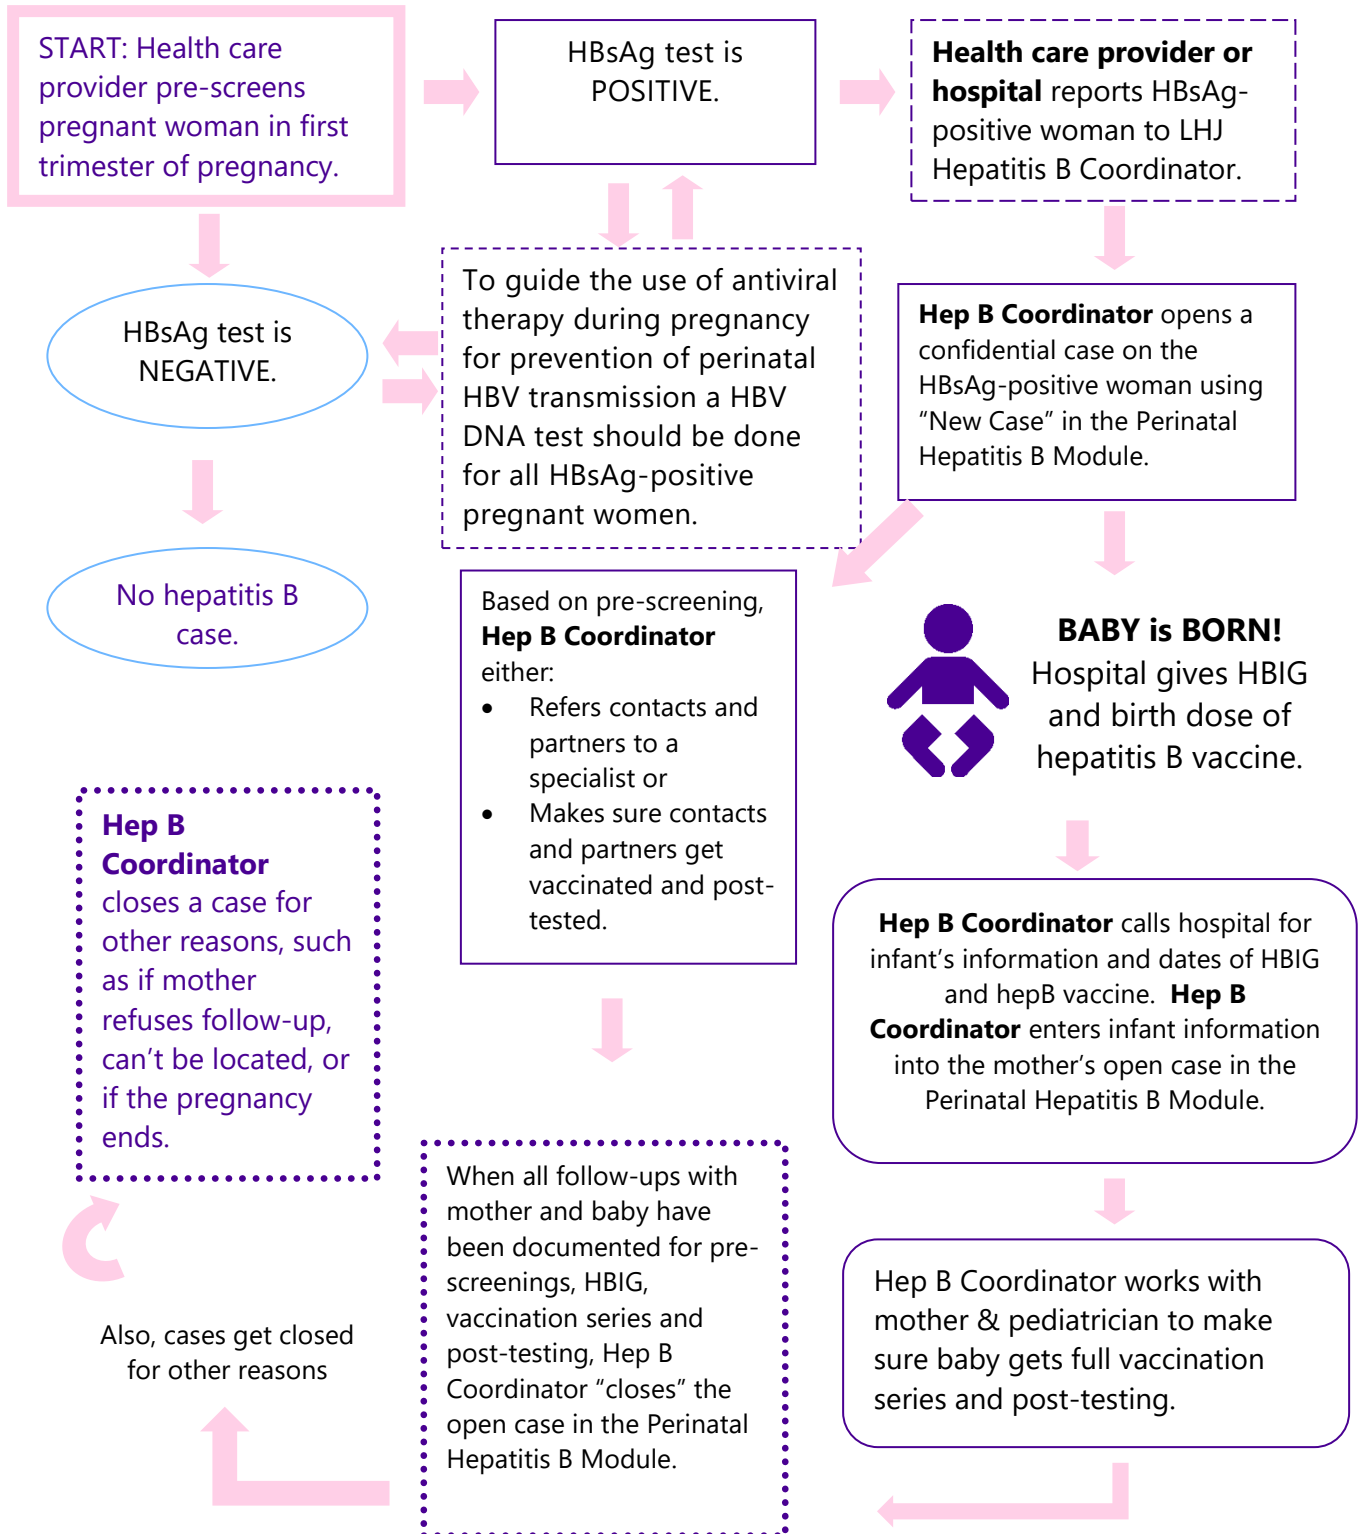 START: Health care
provider pre-screens
pregnant woman in first
trimester of pregnancy.
HBsAg test is
POSITIVE.
Health care provider or
hospital reports HBsAg-
positive woman to LHJ
Hepatitis B Coordinator.
HBsAg test is
NEGATIVE.
To guide the use of antiviral
therapy during pregnancy
for prevention of perinatal
HBV transmission a HBV
DNA test should be done
for all HBsAg-positive
pregnant women.
Hep B Coordinator opens a
confidential case on the
HBsAg-positive woman using
“New Case” in the Perinatal
Hepatitis B Module.
No hepatitis B
case.
Based on pre-screening,
Hep B Coordinator
either:
• Refers contacts and
partners to a
specialist or
• Makes sure contacts
and partners get
vaccinated and post-
tested.
BABY is BORN!
Hospital gives HBIG
and birth dose of
hepatitis B vaccine.
Hep B
Coordinator
closes a case for
other reasons, such
as if mother
refuses follow-up,
can’t be located, or
if the pregnancy
ends.
Hep B Coordinator calls hospital for
infant’s information and dates of HBIG
and hepB vaccine. Hep B
Coordinator enters infant information
into the mother’s open case in the
Perinatal Hepatitis B Module.
When all follow-ups with
mother and baby have
been documented for pre-
screenings, HBIG,
vaccination series and
post-testing, Hep B
Coordinator “closes” the
open case in the Perinatal
Hepatitis B Module.
Hep B Coordinator works with
mother & pediatrician to make
sure baby gets full vaccination
series and post-testing.
Also, cases get closed
for other reasons